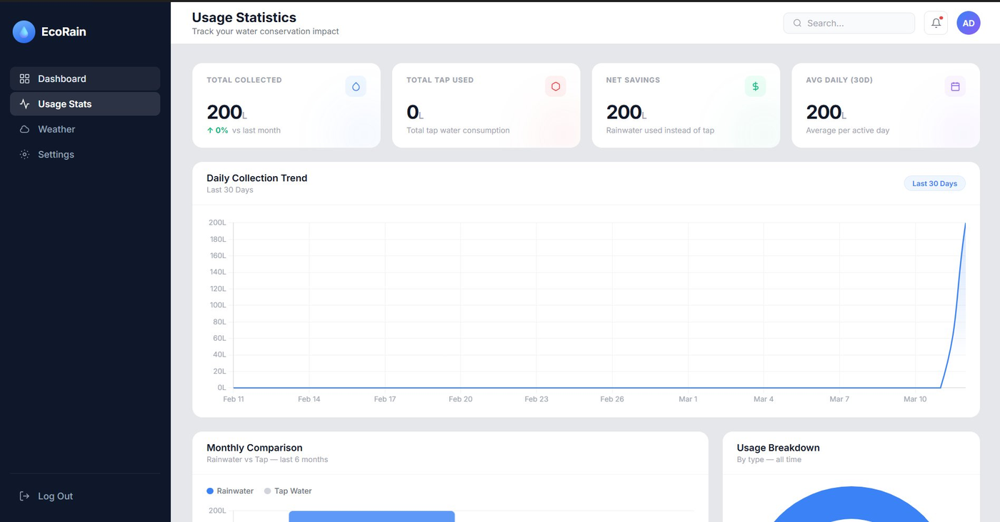 EcoRain
Dashboard
Usage Stats
Weather
Settings
Log Out
Usage Statistics
Track your water conservation impact
Search...
AD
TOTAL COLLECTED
200L
↑ 0% vs last month
TOTAL TAP USED
0L
Total tap water consumption
NET SAVINGS
$
200L
Rainwater used instead of tap
AVG DAILY (30D)
200L
Average per active day
Daily Collection Trend
Last 30 Days
Last 30 Days
200L
180L
160L
140L
120L
100L
80L
60L
40L
20L
0L
Feb 11 Feb 14 Feb 17 Feb 20 Feb 23 Feb 26 Mar 1 Mar 4 Mar 7 Mar 10
Monthly Comparison
Rainwater vs Tap — last 6 months
Rainwater Tap Water
200L
Usage Breakdown
By type — all time